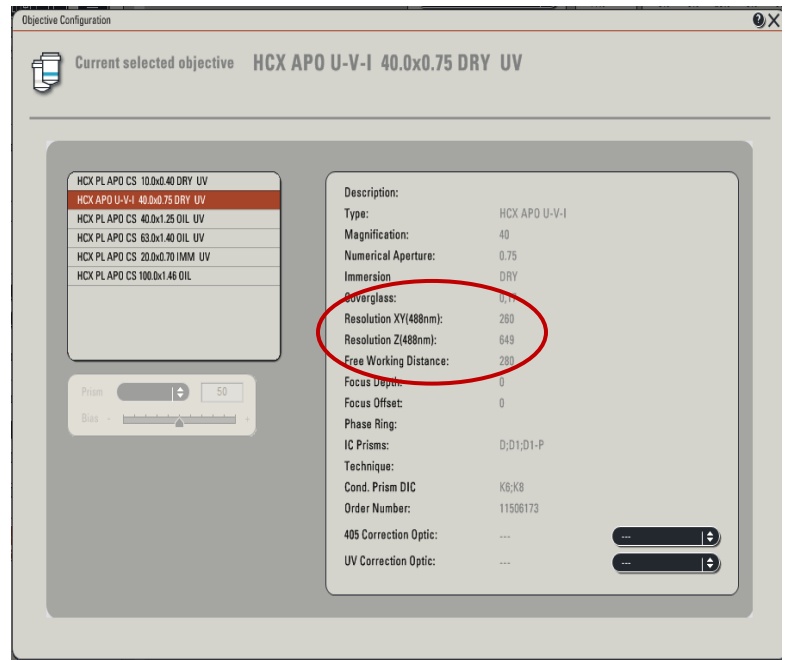 Objective Configuration
Current selected objective HCX APO U-V-I 40.0x0.75 DRY UV
HCX PL APO CS 10.0x0.40 DRY UV
HCX APO U-V-I 40.0x0.75 DRY UV
HCX PL APO CS 40.0x1.25 OIL UV
HCX PL APO CS 63.0x1.40 OIL UV
HCX PL APO CS 20.0x0.70 IMM UV
HCX PL APO CS 100.0x1.46 OIL
Prism 50
Bias - +
Description:
Type: HCX APO U-V-I
Magnification: 40
Numerical Aperture: 0.75
Immersion DRY
Coverglass: 0,17
Resolution XY(488nm): 260
Resolution Z(488nm): 649
Free Working Distance: 280
Focus Depth: 0
Focus Offset: 0
Phase Ring:
IC Prisms: D;D1;D1-P
Technique:
Cond. Prism DIC K6;K8
Order Number: 11506173
405 Correction Optic: --- ---
UV Correction Optic: --- ---